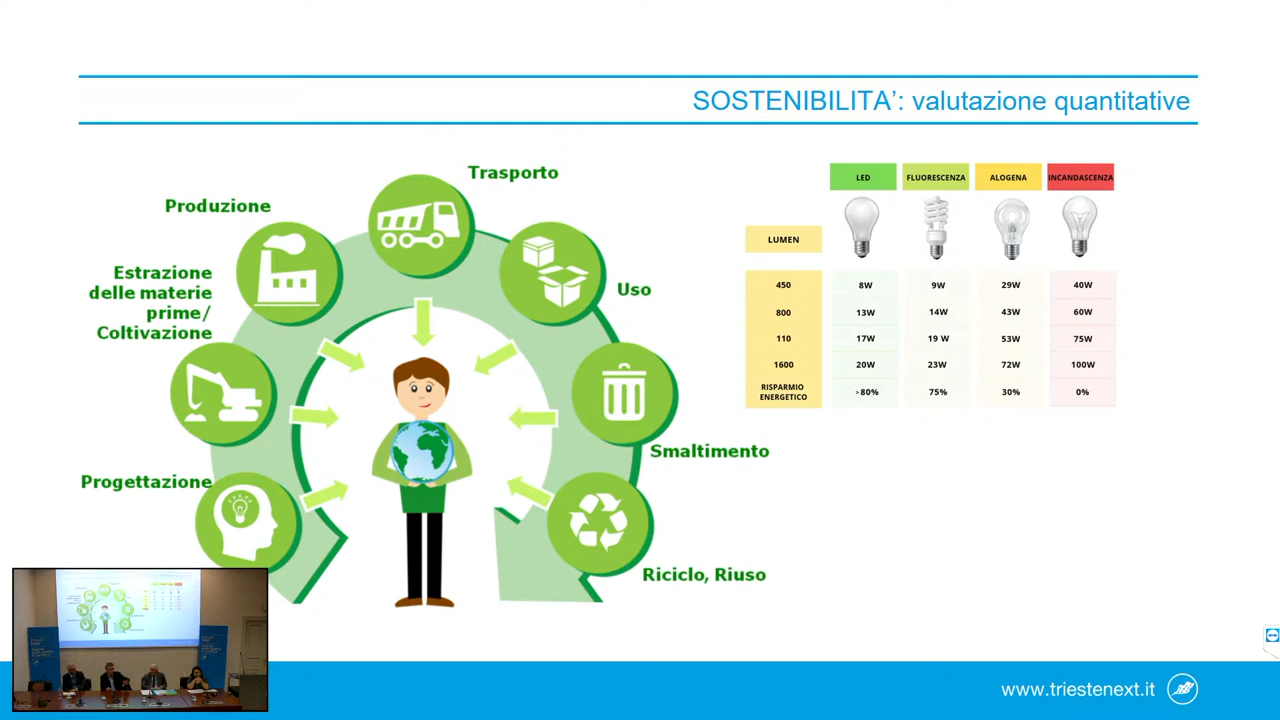 SOSTENIBILITA’: valutazione quantitative
Trasporto
Produzione
Estrazione
delle materie
prime/
Coltivazione
Uso
Smaltimento
Progettazione
Riciclo, Riuso
LED FLUORESCENZA ALOGENA INCANDASCENZA
LUMEN
450 8W 9W 29W 40W
800 13W 14W 43W 60W
110 17W 19 W 53W 75W
1600 20W 23W 72W 100W
RISPARMIO
ENERGETICO >80% 75% 30% 0%
www.triestenext.it